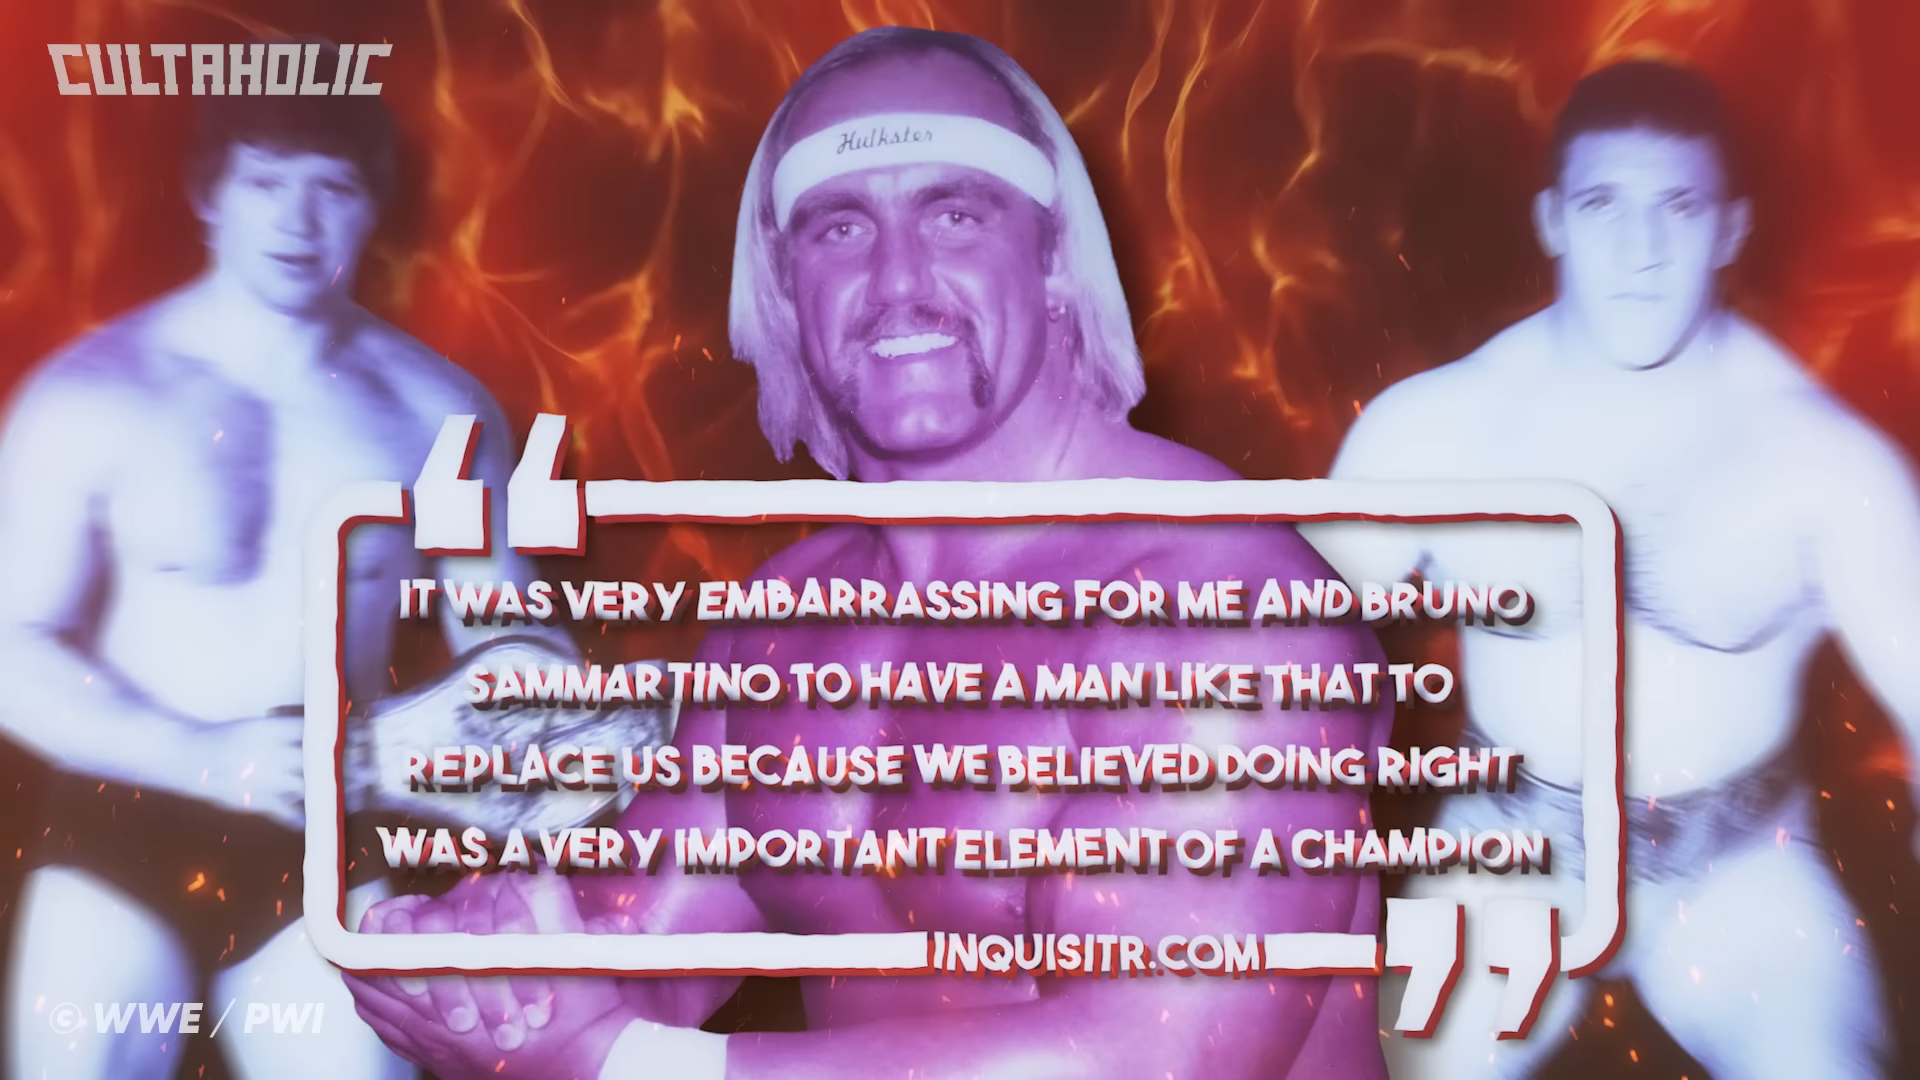 CULTAHOLIC
Hulkster
IT WAS VERY EMBARRASSING FOR ME AND BRUNO
SAMMARTINO TO HAVE A MAN LIKE THAT TO
REPLACE US BECAUSE WE BELIEVED DOING RIGHT
WAS A VERY IMPORTANT ELEMENT OF A CHAMPION
INQUISITR.COM
© WWE / PWI